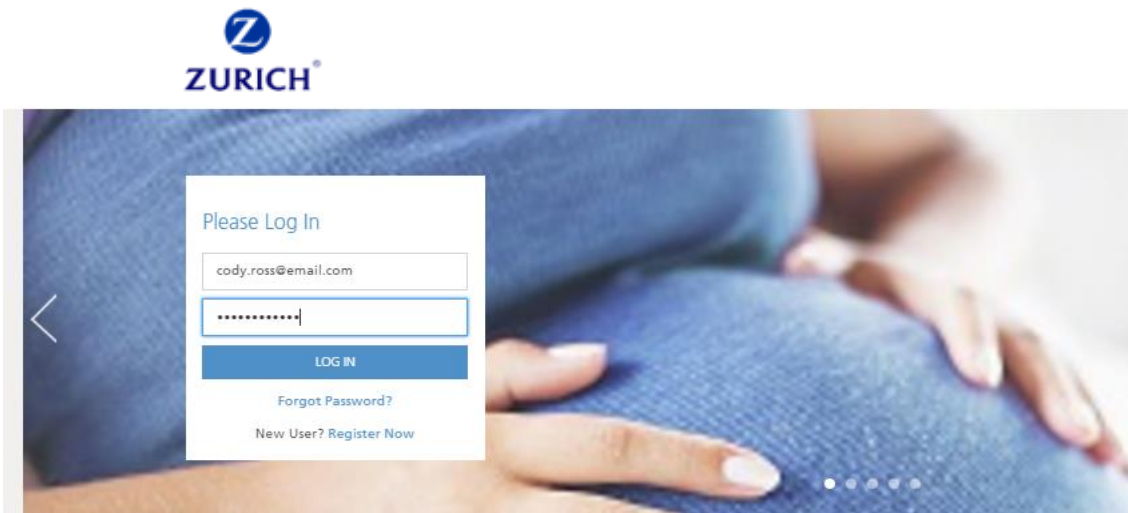 Z
ZURICH®
Please Log In
cody.ross@email.com
••••••••••••
LOG IN
Forgot Password?
New User? Register Now